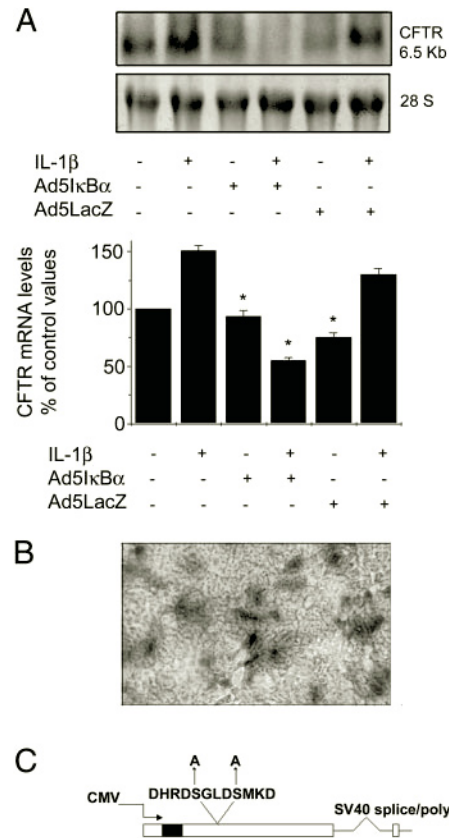 A
CFTR
6.5 Kb
28 S
IL-1β - + - + - +
Ad5IκBα - - + + - -
Ad5LacZ - - - - + +
CFTR mRNA levels
% of control values
150
100
50
0
* * *
IL-1β - + - + - +
Ad5IκBα - - + + - -
Ad5LacZ - - - - + +
B
C
A A
DHRDSGLDSMKD
CMV
SV40 splice/poly